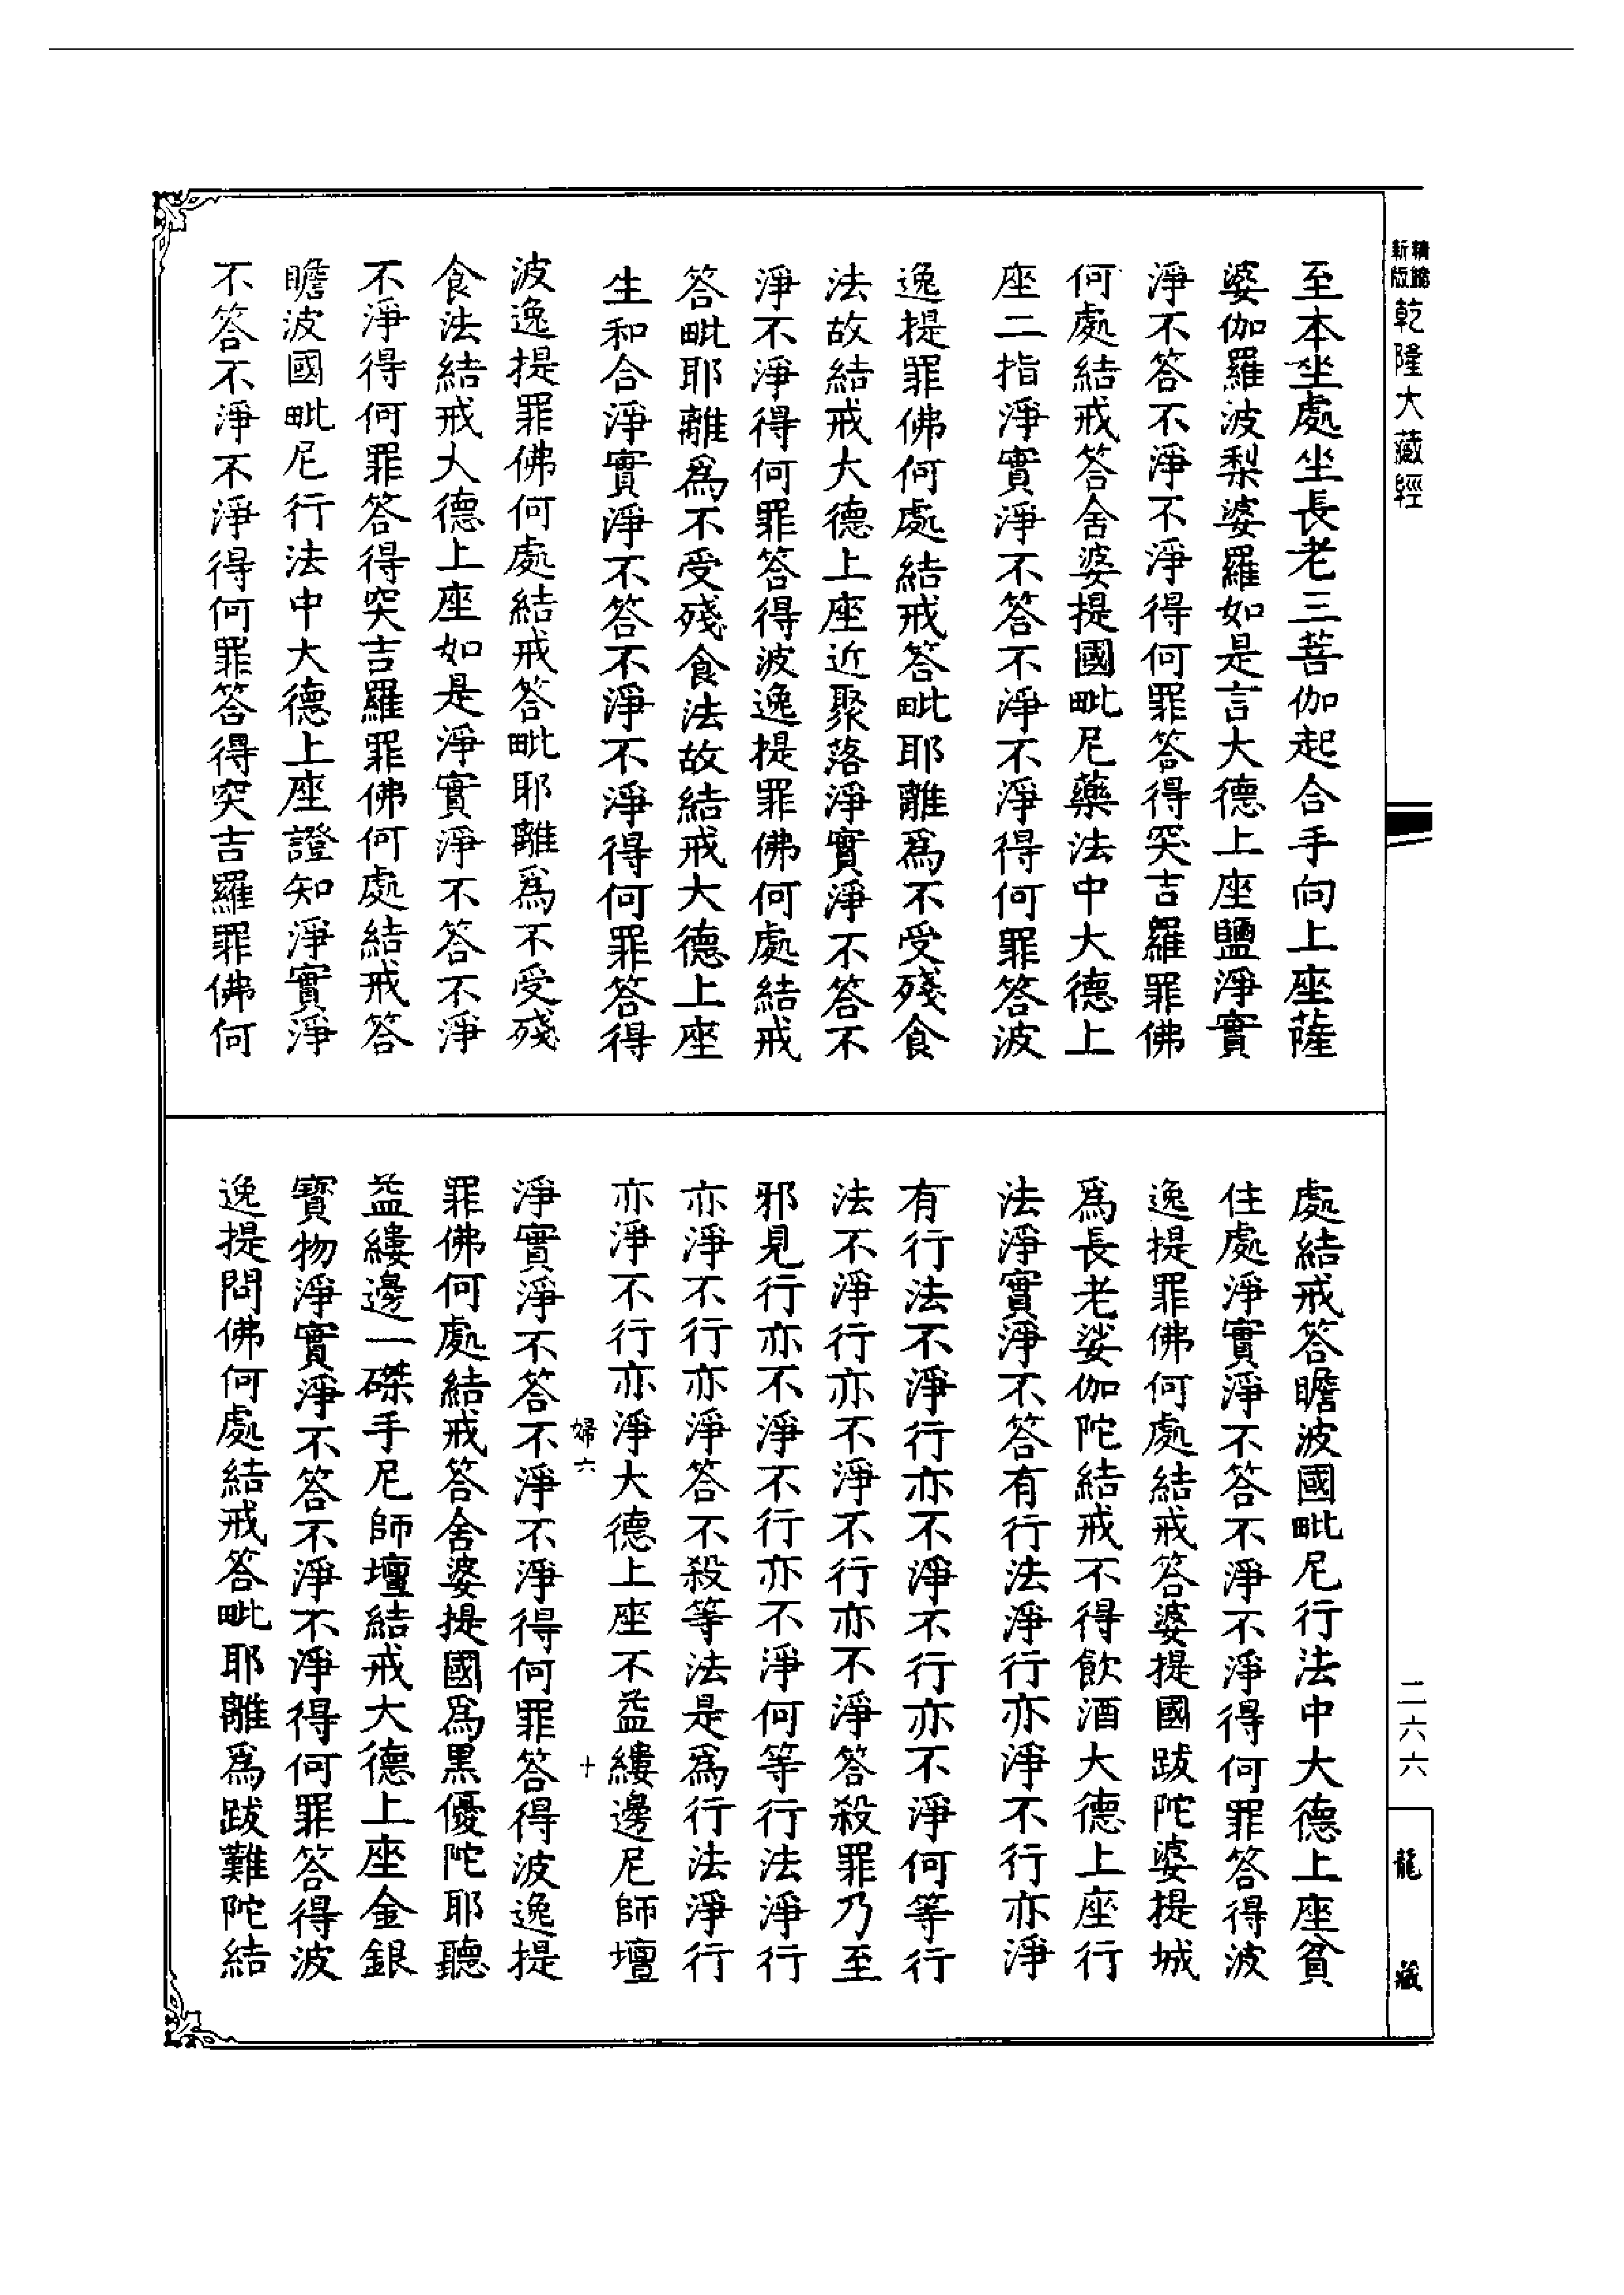 精縮
新版
乾隆大藏經
至本坐處坐長老三菩伽起合手向上座薩
婆伽羅波梨婆羅如是言大德上座鹽淨實
淨不答不淨不淨得何罪答得突吉羅罪佛
何處結戒答舍婆提國毗尼藥法中大德上
座二指淨實淨不答不淨不淨得何罪答波
逸提罪佛何處結戒答毗耶離爲不受殘食
法故結戒大德上座近聚落淨實淨不答不
淨不淨得何罪答得波逸提罪佛何處結戒
答毗耶離爲不受殘食法故結戒大德上座
生和合淨實淨不答不淨不淨得何罪答得
波逸提罪佛何處結戒答毗耶離爲不受殘
食法結戒大德上座如是淨實淨不答不淨
不淨得何罪答得突吉羅罪佛何處結戒答
瞻波國毗尼行法中大德上座證知淨實淨
不答不淨不淨得何罪答得突吉羅罪佛何
處結戒答瞻波國毗尼行法中大德上座貧
住處淨實淨不答不淨不淨得何罪答得波
逸提罪佛何處結戒答婆提國跋陀婆提城
爲長老娑伽陀結戒不得飲酒大德上座行
法淨實淨不答有行法淨行亦淨不行亦淨
有行法不淨行亦不淨不行亦不淨何等行
法不淨行亦不淨不行亦不淨答殺罪乃至
邪見行亦不淨不行亦不淨何等行法淨行
亦淨不行亦淨答不殺等法是爲行法淨行
亦淨不行亦淨大德上座不益縷邊尼師壇
婦六
十
淨實淨不答不淨不淨得何罪答得波逸提
罪佛何處結戒答舍婆提國爲黑優陀耶聽
益縷邊一磔手尼師壇結戒大德上座金銀
寶物淨實淨不答不淨不淨得何罪答得波
逸提問佛何處結戒答毗耶離爲跋難陀結
二六六
龍藏